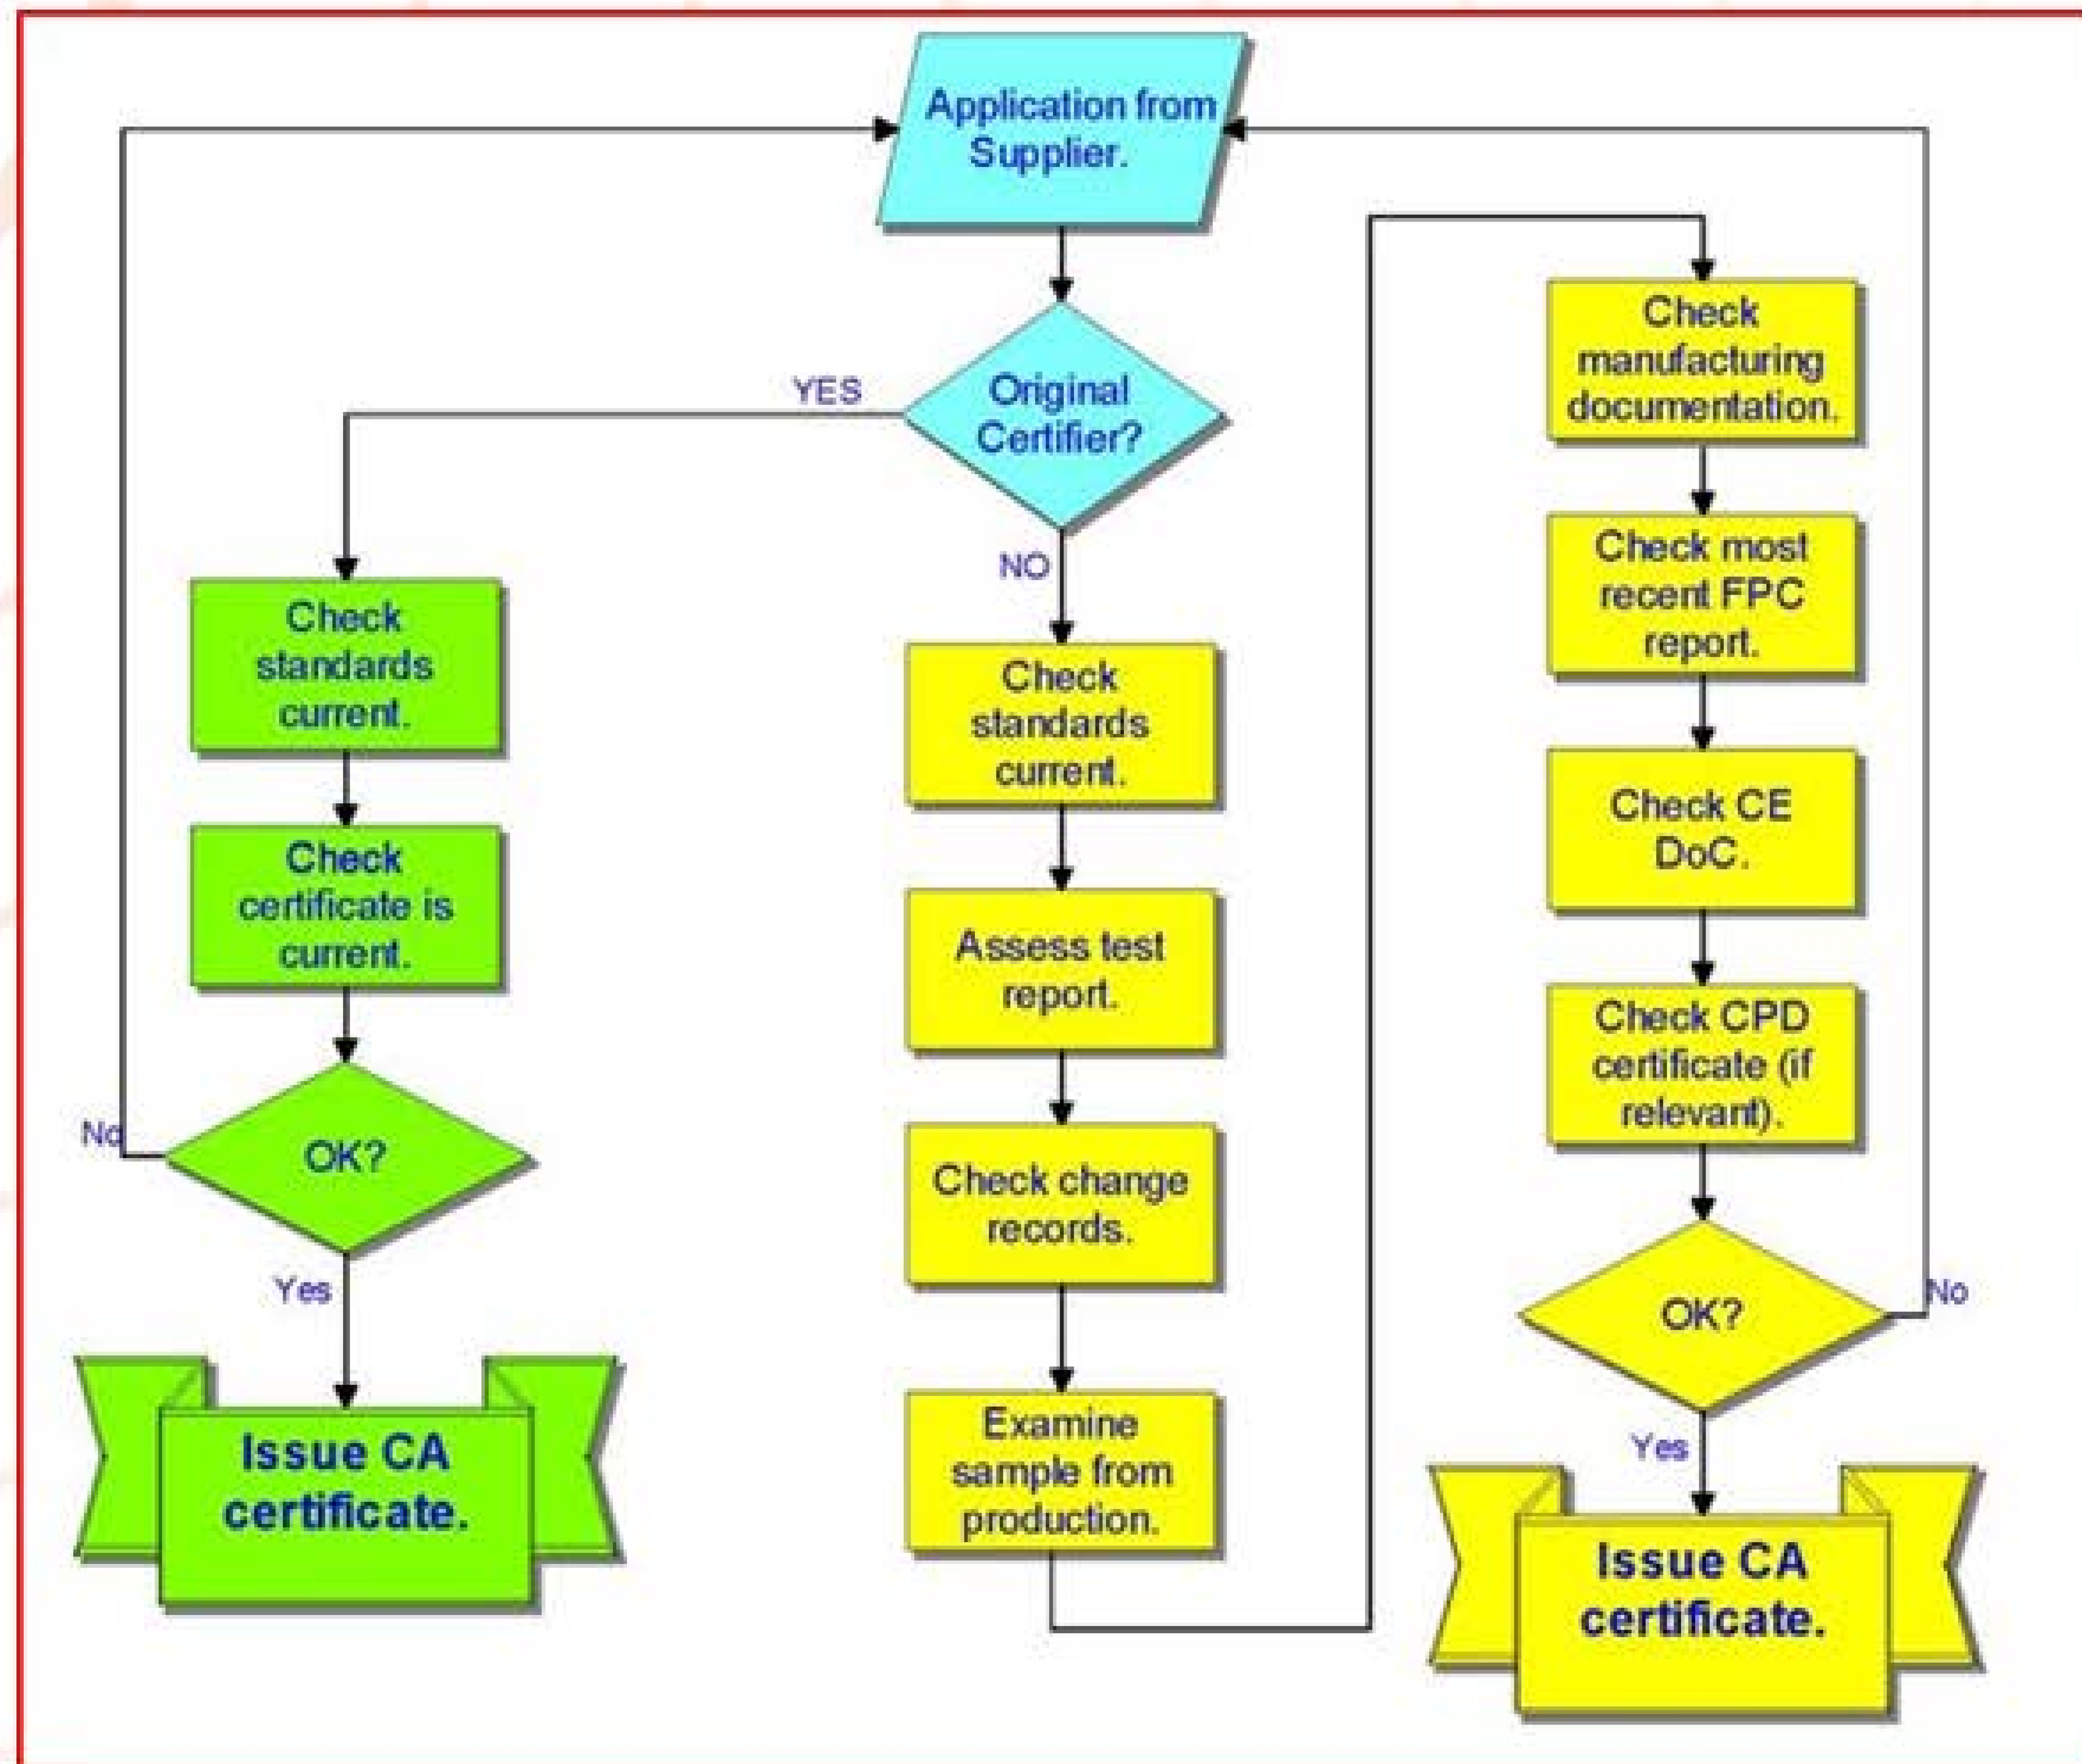 Application from
Supplier.
Original
Certifier?
YES
NO
Check
standards
current.
Check
certificate is
current.
OK?
No
Yes
Issue CA
certificate.
Check
standards
current.
Assess test
report.
Check change
records.
Examine
sample from
production.
Check
manufacturing
documentation.
Check most
recent FPC
report.
Check CE
DoC.
Check CPD
certificate (if
relevant).
OK?
No
Yes
Issue CA
certificate.